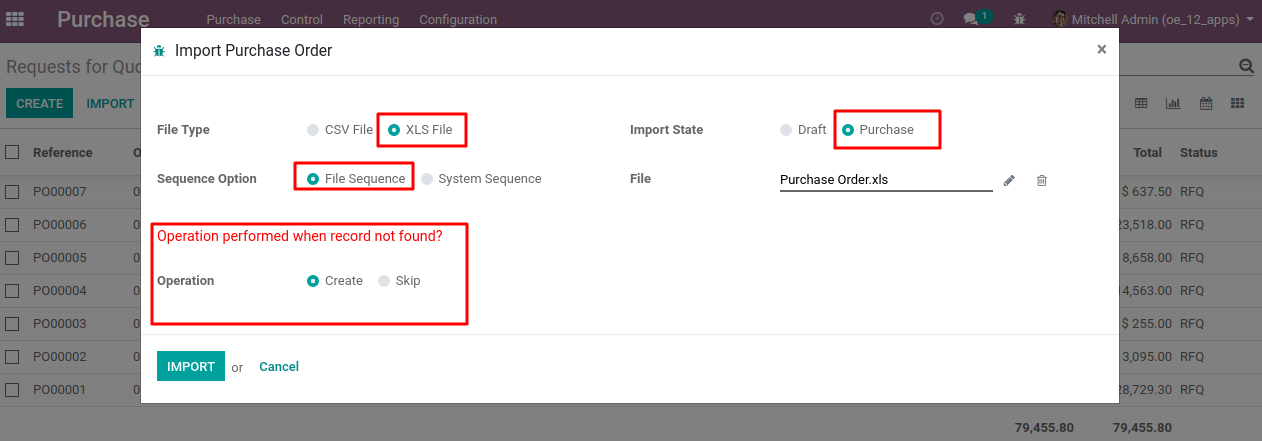 Purchase Purchase Control Reporting Configuration 1 Mitchell Admin (oe_12_apps)
Import Purchase Order ×
Requests for Quo
CREATE IMPORT
File Type CSV File XLS File Import State Draft Purchase
Reference O Total Status
Sequence Option File Sequence System Sequence File Purchase Order.xls
PO00007 0 $ 637.50 RFQ
PO00006 0 23,518.00 RFQ
Operation performed when record not found?
PO00005 0 8,658.00 RFQ
Operation Create Skip
PO00004 0 14,563.00 RFQ
PO00003 0 $ 255.00 RFQ
PO00002 0 3,095.00 RFQ
IMPORT or Cancel
PO00001 0 28,729.30 RFQ
79,455.80 79,455.80